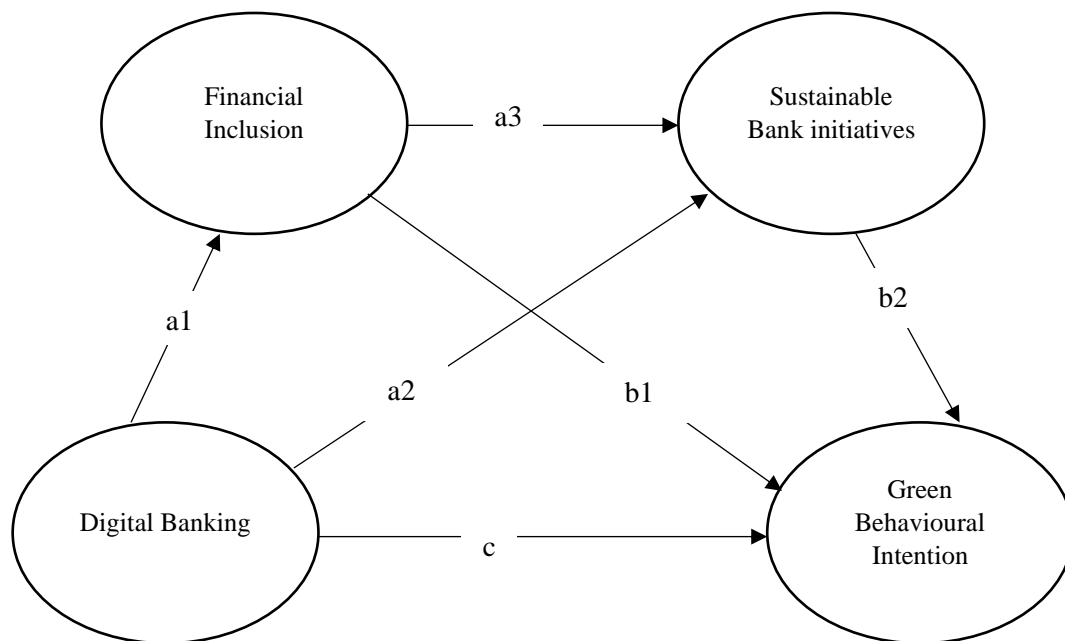 Financial
Inclusion
Sustainable
Bank initiatives
a3
a1
a2
b1
b2
Digital Banking
c
Green
Behavioural
Intention